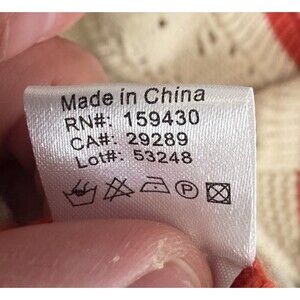 Made in China
RN#: 159430
CA#: 29289
Lot#: 53248
P